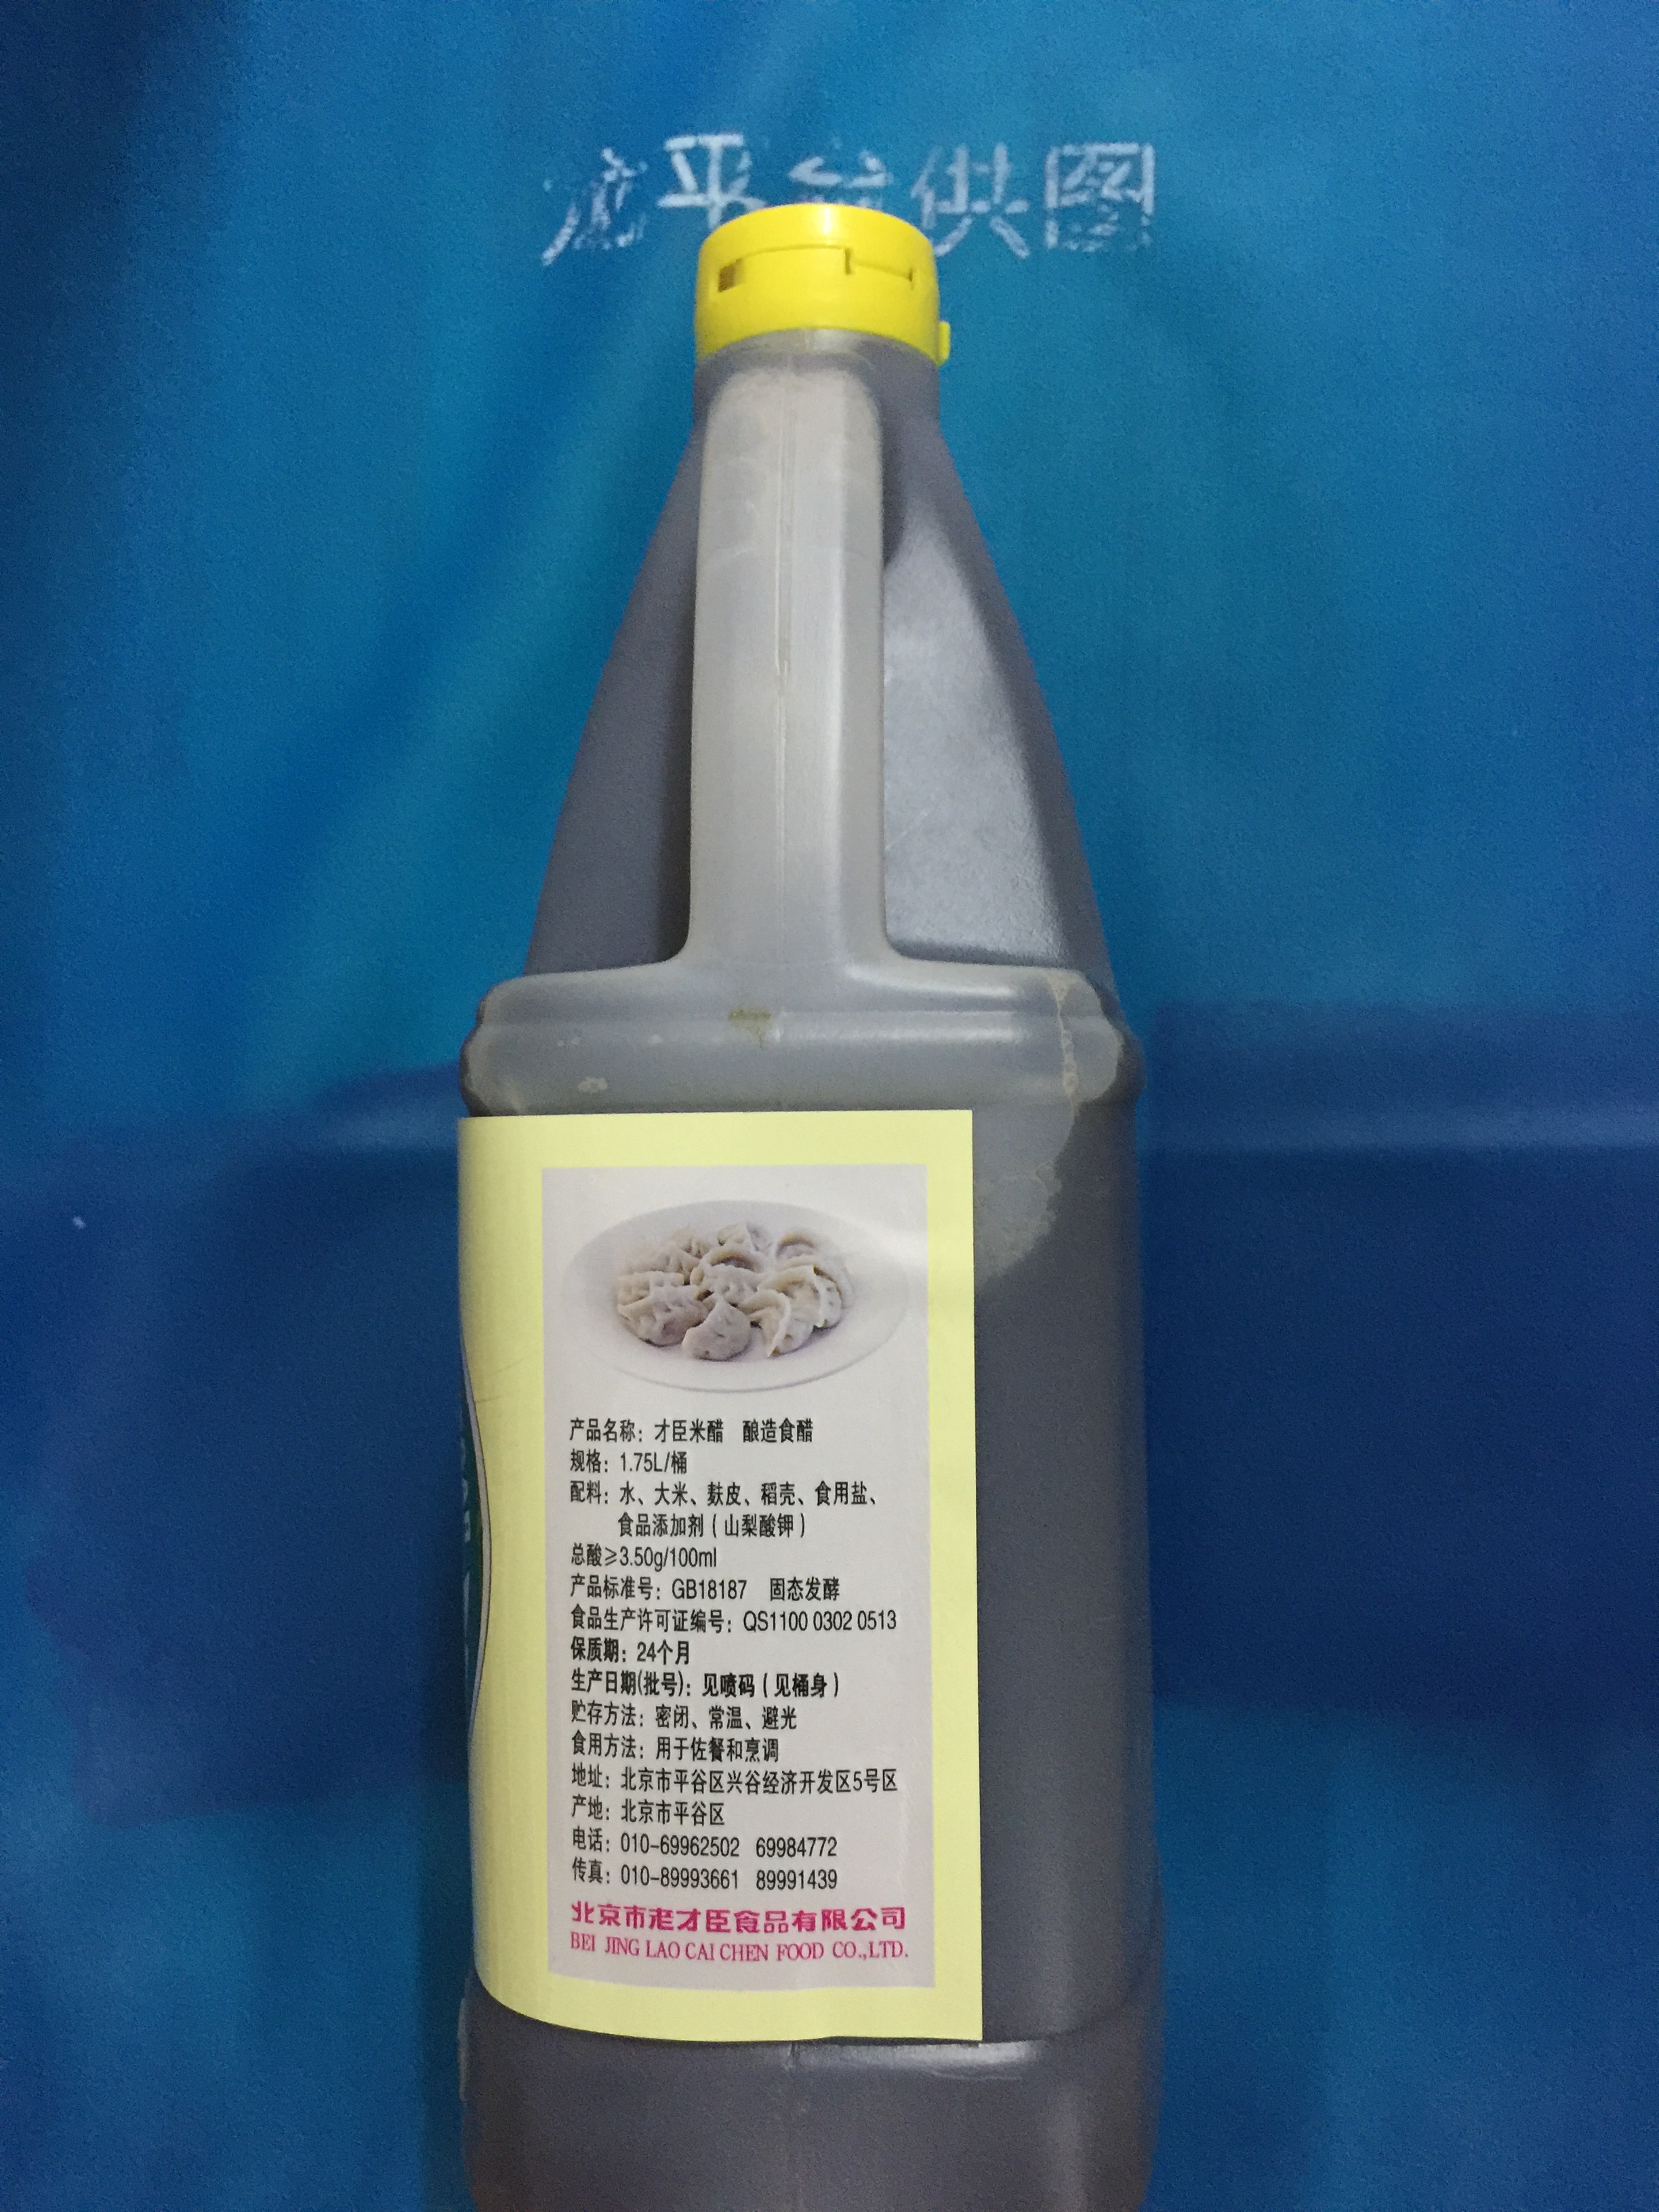 平谷供图
产品名称：才臣米醋 酿造食醋
规格：1.75L/桶
配料：水、大米、麸皮、稻壳、食用盐、
食品添加剂（山梨酸钾）
总酸≥3.50g/100ml
产品标准号：GB18187 固态发酵
食品生产许可证编号：QS1100 0302 0513
保质期：24个月
生产日期(批号)：见喷码（见桶身）
贮存方法：密闭、常温、避光
食用方法：用于佐餐和烹调
地址：北京市平谷区兴谷经济开发区5号区
产地：北京市平谷区
电话：010-69962502 69984772
传真：010-89993661 89991439
北京市老才臣食品有限公司
BEI JING LAO CAI CHEN FOOD CO.,LTD.